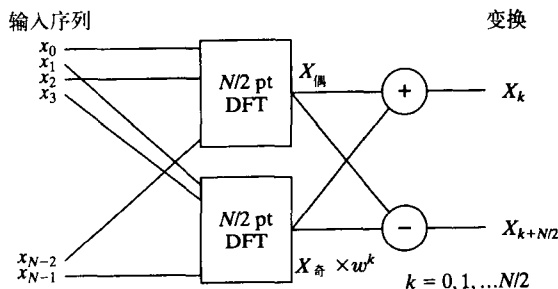 输入序列
变换
x₀
x₁
x₂
x₃
N/2 pt
DFT
X偶
+
Xₖ
N/2 pt
DFT
−
Xₖ₊N/2
xN−2
xN−1
X奇 ×wᵏ
k = 0, 1, …N/2